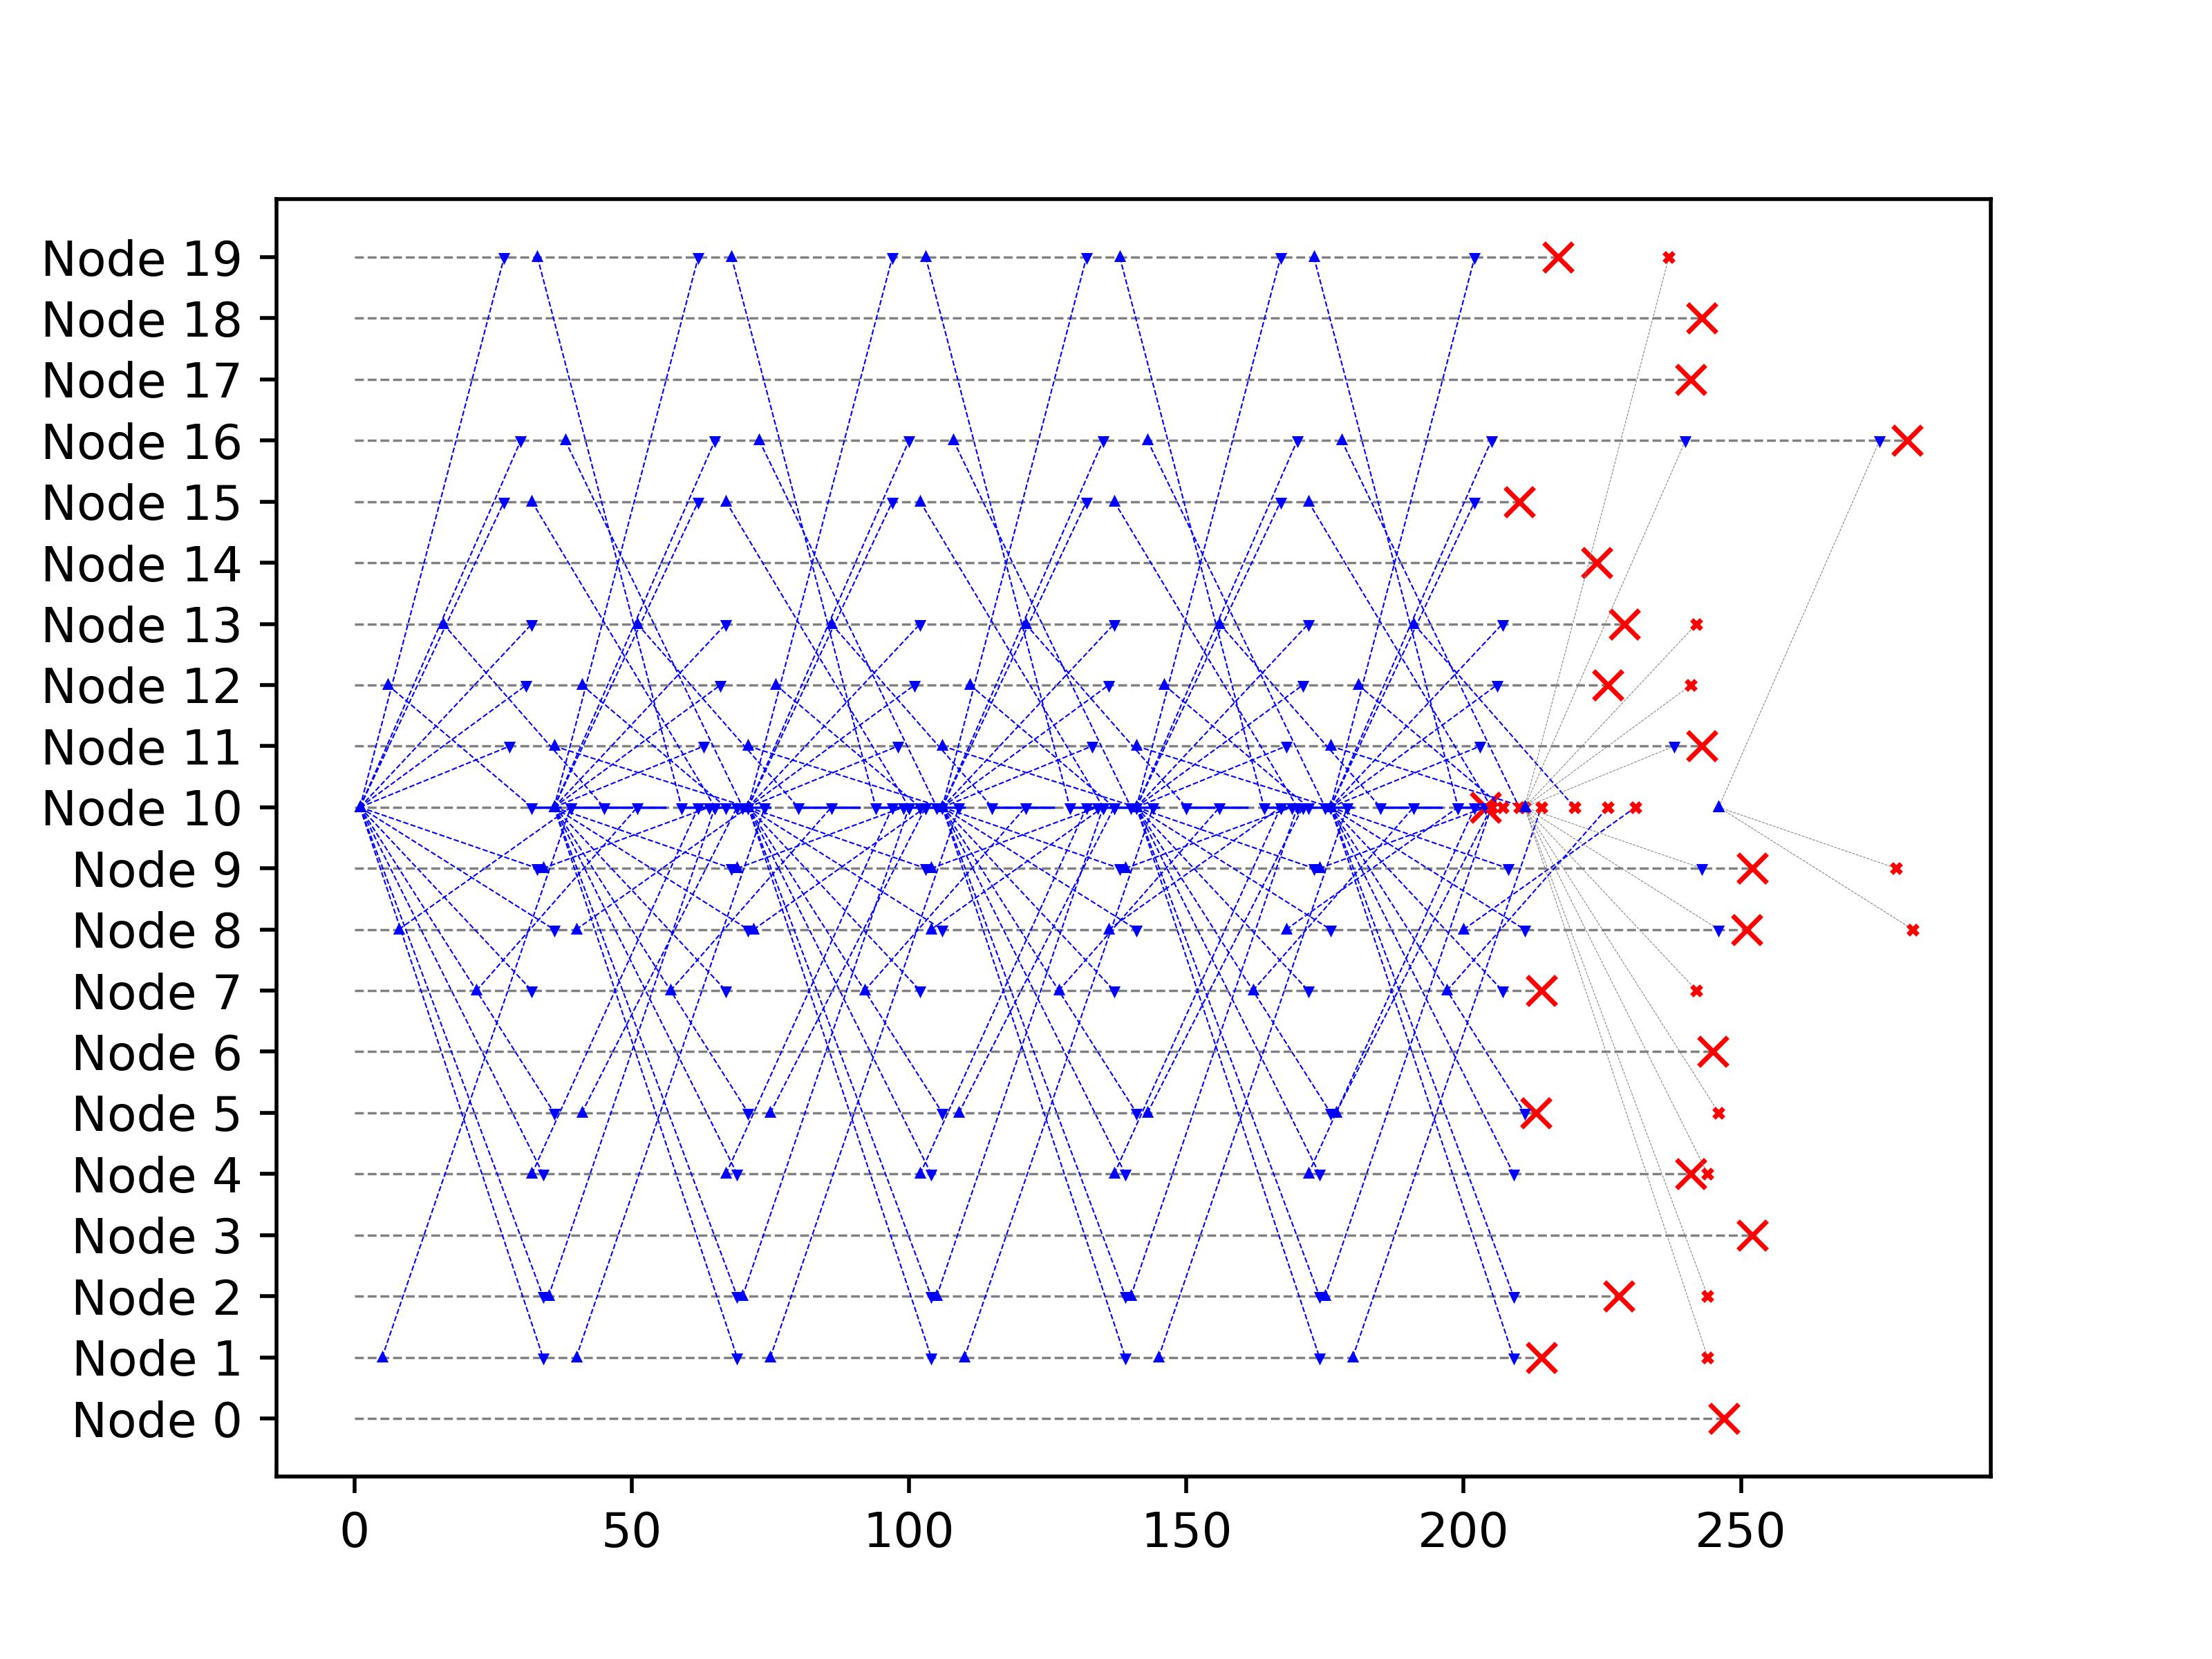 Node 19
Node 18
Node 17
Node 16
Node 15
Node 14
Node 13
Node 12
Node 11
Node 10
Node 9
Node 8
Node 7
Node 6
Node 5
Node 4
Node 3
Node 2
Node 1
Node 0
0 50 100 150 200 250